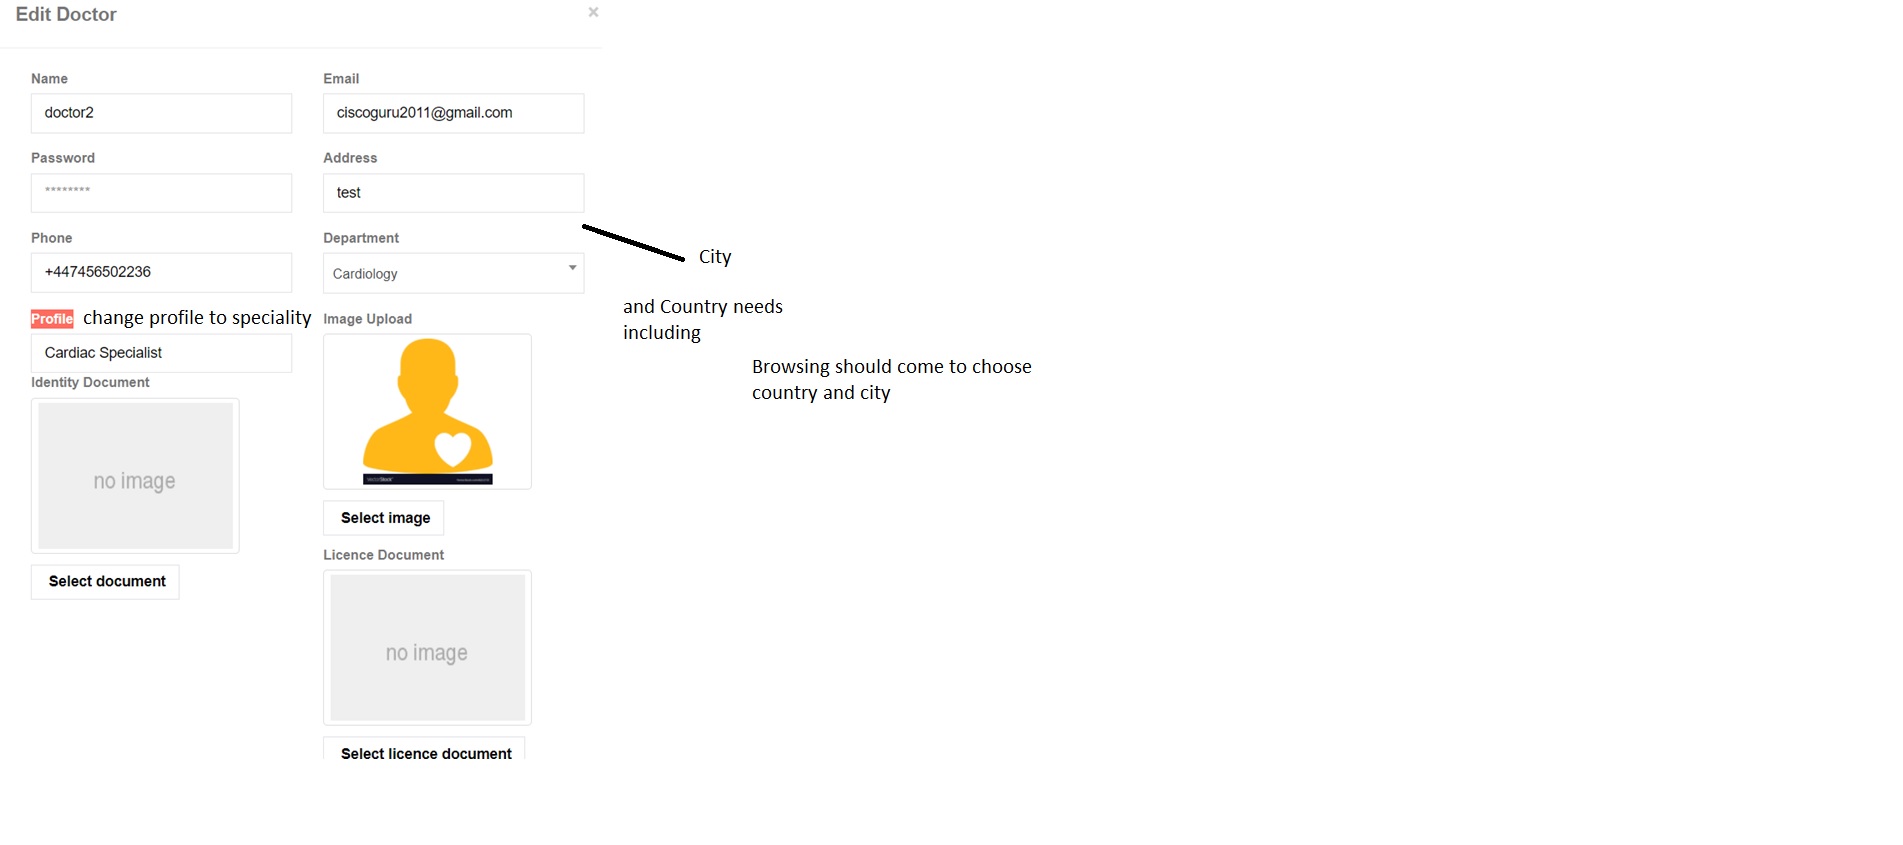 Edit Doctor ×
Name Email
doctor2 ciscoguru2011@gmail.com
Password Address
******** test
Phone Department
+447456502236 Cardiology
City
and Country needs
including
Profile change profile to speciality Image Upload
Cardiac Specialist
Browsing should come to choose
country and city
Identity Document
no image
VectorStock
Select image
Licence Document
Select document
no image
Select licence document